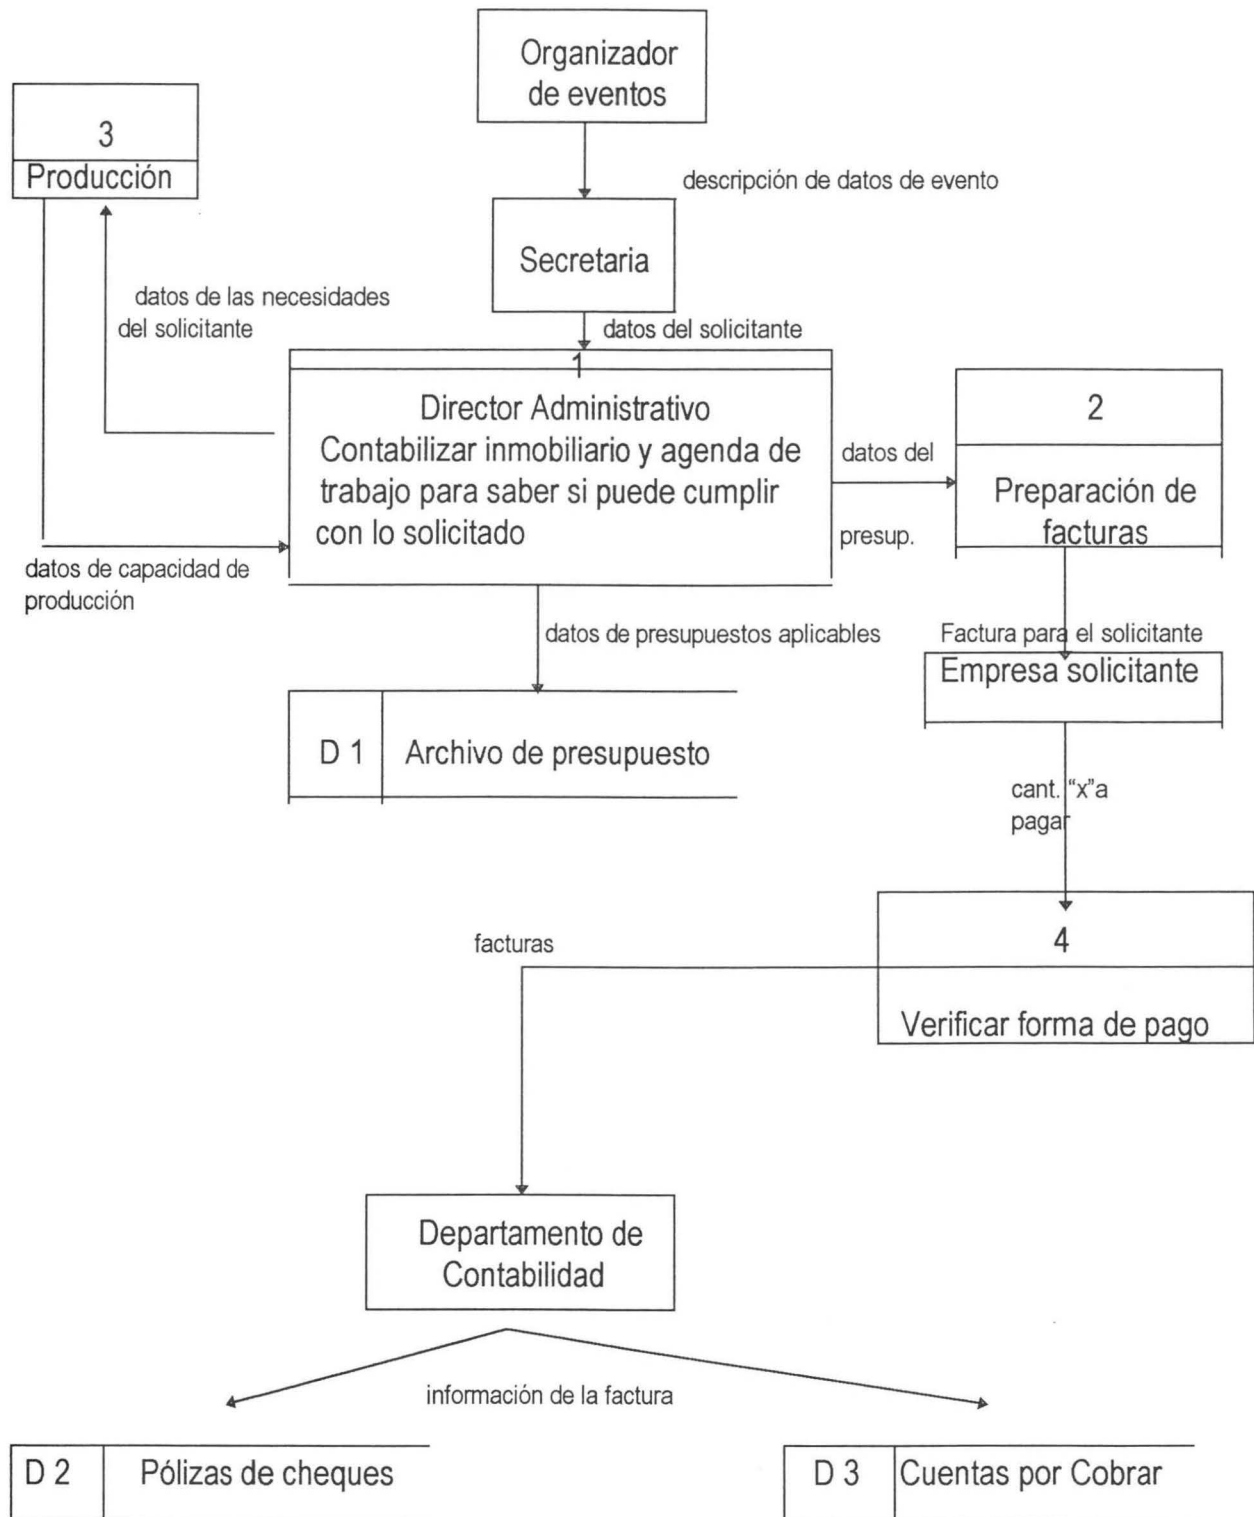 Organizador
de eventos
3
Producción
descripción de datos de evento
Secretaria
datos de las necesidades
del solicitante
datos del solicitante
1
Director Administrativo
Contabilizar inmobiliario y agenda de
trabajo para saber si puede cumplir
con lo solicitado
datos del
presup.
2
Preparación de
facturas
datos de capacidad de
producción
datos de presupuestos aplicables
Factura para el solicitante
Empresa solicitante
D 1
Archivo de presupuesto
cant. “x”a
pagar
4
Verificar forma de pago
facturas
Departamento de
Contabilidad
información de la factura
D 2
Pólizas de cheques
D 3
Cuentas por Cobrar